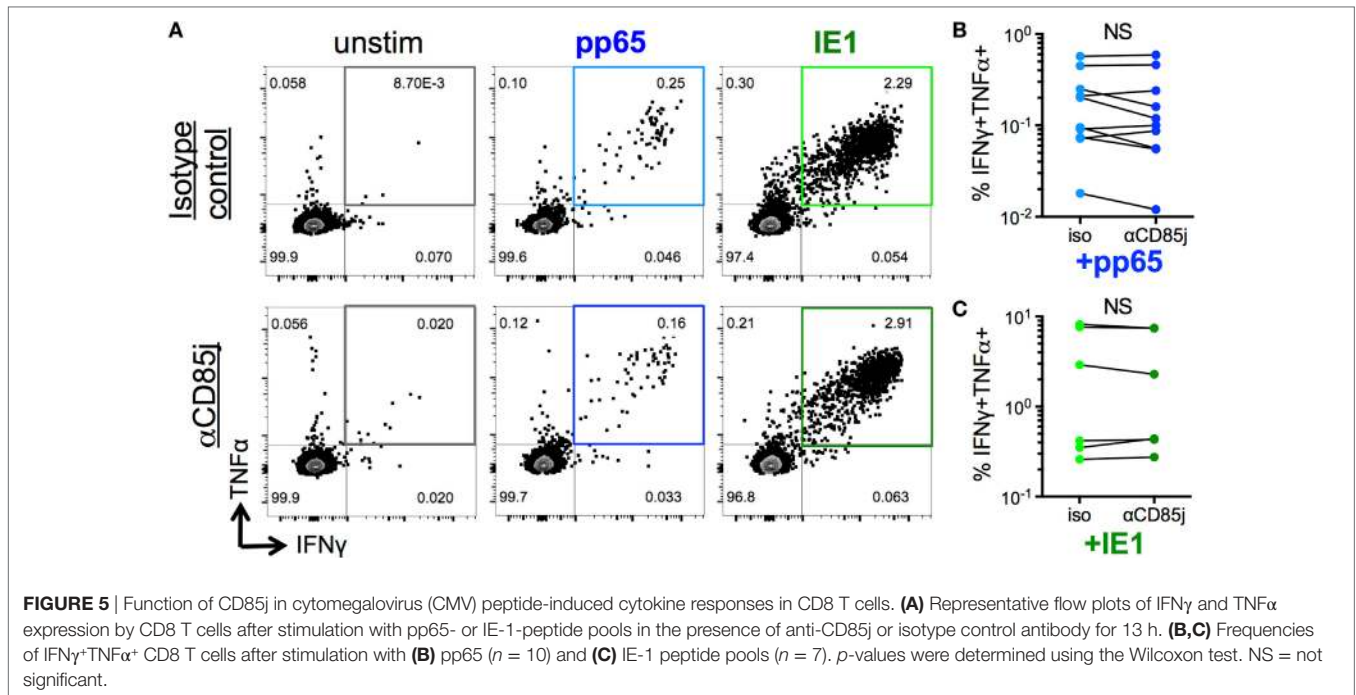 A
unstim
pp65
IE1
Isotype
control
0.058
8.70E-3
99.9
0.070
0.10
0.25
99.6
0.046
0.30
2.29
97.4
0.054
αCD85j
0.056
0.020
99.9
0.020
0.12
0.16
99.7
0.033
0.21
2.91
96.8
0.063
TNFα
IFNγ
B
NS
% IFNγ+TNFα+
10⁰
10⁻¹
10⁻²
iso
αCD85j
+pp65
C
NS
% IFNγ+TNFα+
10¹
10⁰
10⁻¹
iso
αCD85j
+IE1
FIGURE 5 | Function of CD85j in cytomegalovirus (CMV) peptide-induced cytokine responses in CD8 T cells. (A) Representative flow plots of IFNγ and TNFα
expression by CD8 T cells after stimulation with pp65- or IE-1-peptide pools in the presence of anti-CD85j or isotype control antibody for 13 h. (B,C) Frequencies
of IFNγ⁺TNFα⁺ CD8 T cells after stimulation with (B) pp65 (n = 10) and (C) IE-1 peptide pools (n = 7). p-values were determined using the Wilcoxon test. NS = not
significant.